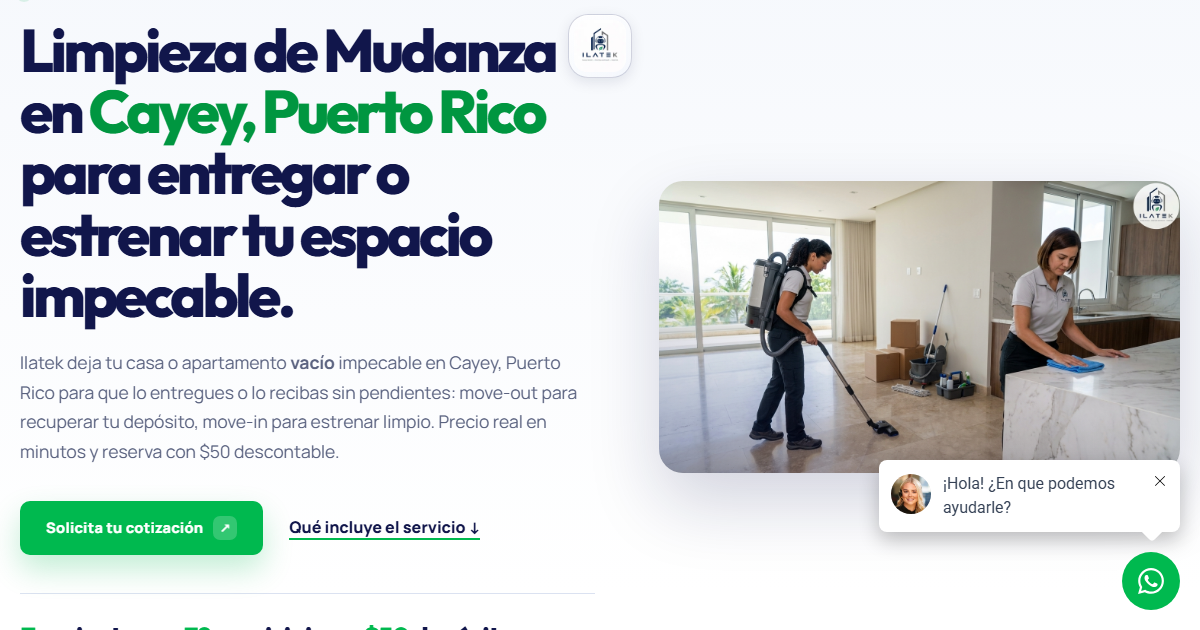 Limpieza de Mudanza
en Cayey, Puerto Rico
para entregar o
estrenar tu espacio
impecable.
ILATEK
ILATEK
Ilatek deja tu casa o apartamento vacío impecable en Cayey, Puerto
Rico para que lo entregues o lo recibas sin pendientes: move-out para
recuperar tu depósito, move-in para estrenar limpio. Precio real en
minutos y reserva con $50 descontable.
Solicita tu cotización ↗
Qué incluye el servicio ↓
¡Hola! ¿En que podemos
ayudarle?